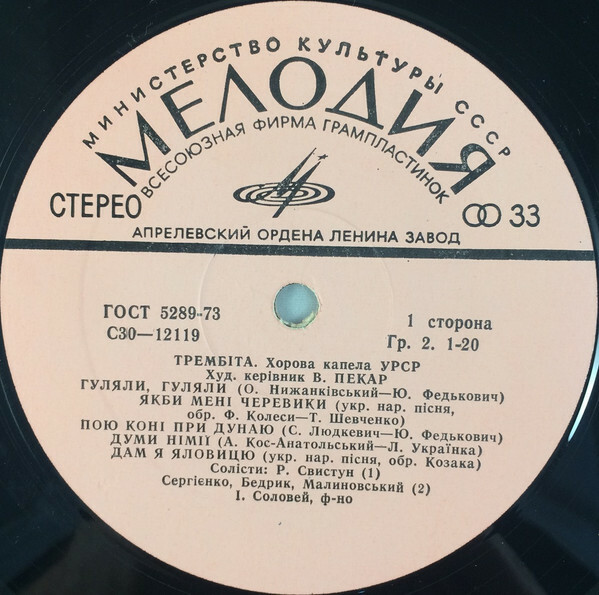 МИНИСТЕРСТВО КУЛЬТУРЫ СССР
МЕЛОДИЯ
ВСЕСОЮЗНАЯ ФИРМА ГРАМПЛАСТИНОК
СТЕРЕО
33
АПРЕЛЕВСКИЙ ОРДЕНА ЛЕНИНА ЗАВОД
ГОСТ 5289-73
С30—12119
1 сторона
Гр. 2. 1-20
ТРЕМБІТА. Хорова капела УРСР
Худ. керівник В. ПЕКАР
ГУЛЯЛИ, ГУЛЯЛИ (О. Нижанківський—Ю. Федькович)
ЯКБИ МЕНІ ЧЕРЕВИКИ (укр. нар. пісня,
обр. Ф. Колеси—Т. Шевченко)
ПОЮ КОНІ ПРИ ДУНАЮ (С. Людкевич—Ю. Федькович)
ДУМИ НІМІЇ (А. Кос-Анатольський—Л. Українка)
ДАМ Я ЯЛОВИЦЮ (укр. нар. пісня, обр. Козака)
Солісти: Р. Свистун (1)
Сергієнко, Бедрик, Малиновський (2)
І. Соловей, ф-но